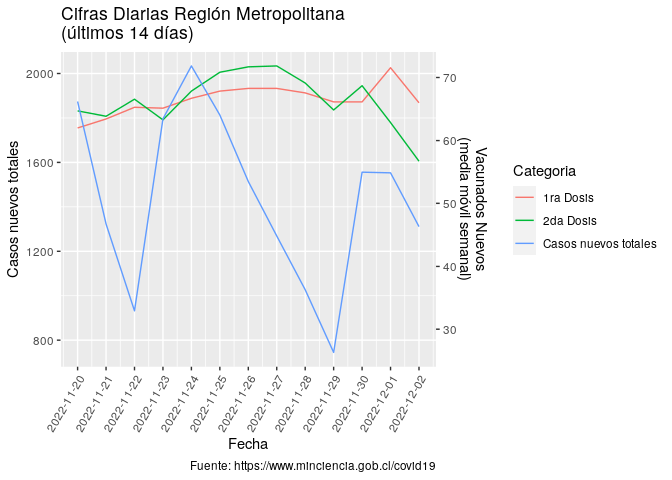 Cifras Diarias Región Metropolitana
(últimos 14 días)
2000
1600
1200
800
Casos nuevos totales
70
60
50
40
30
Vacunados Nuevos
(media móvil semanal)
2022-11-20
2022-11-21
2022-11-22
2022-11-23
2022-11-24
2022-11-25
2022-11-26
2022-11-27
2022-11-28
2022-11-29
2022-11-30
2022-12-01
2022-12-02
Fecha
Categoria
1ra Dosis
2da Dosis
Casos nuevos totales
Fuente: https://www.minciencia.gob.cl/covid19